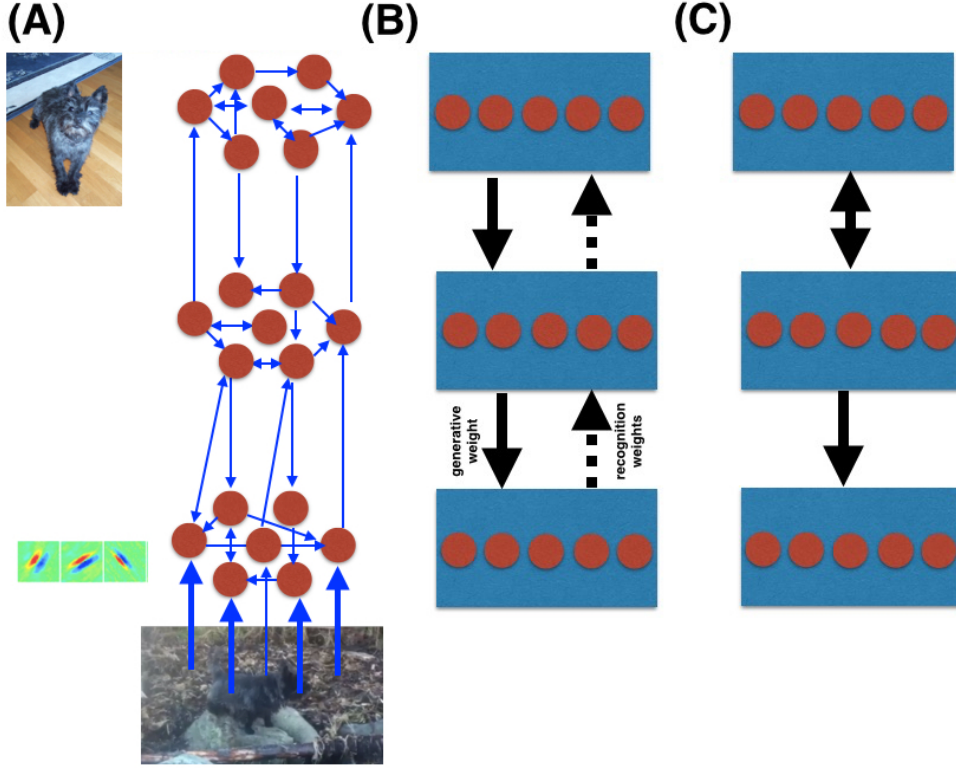 (A)
(B)
(C)
generative
weight
recognition
weights